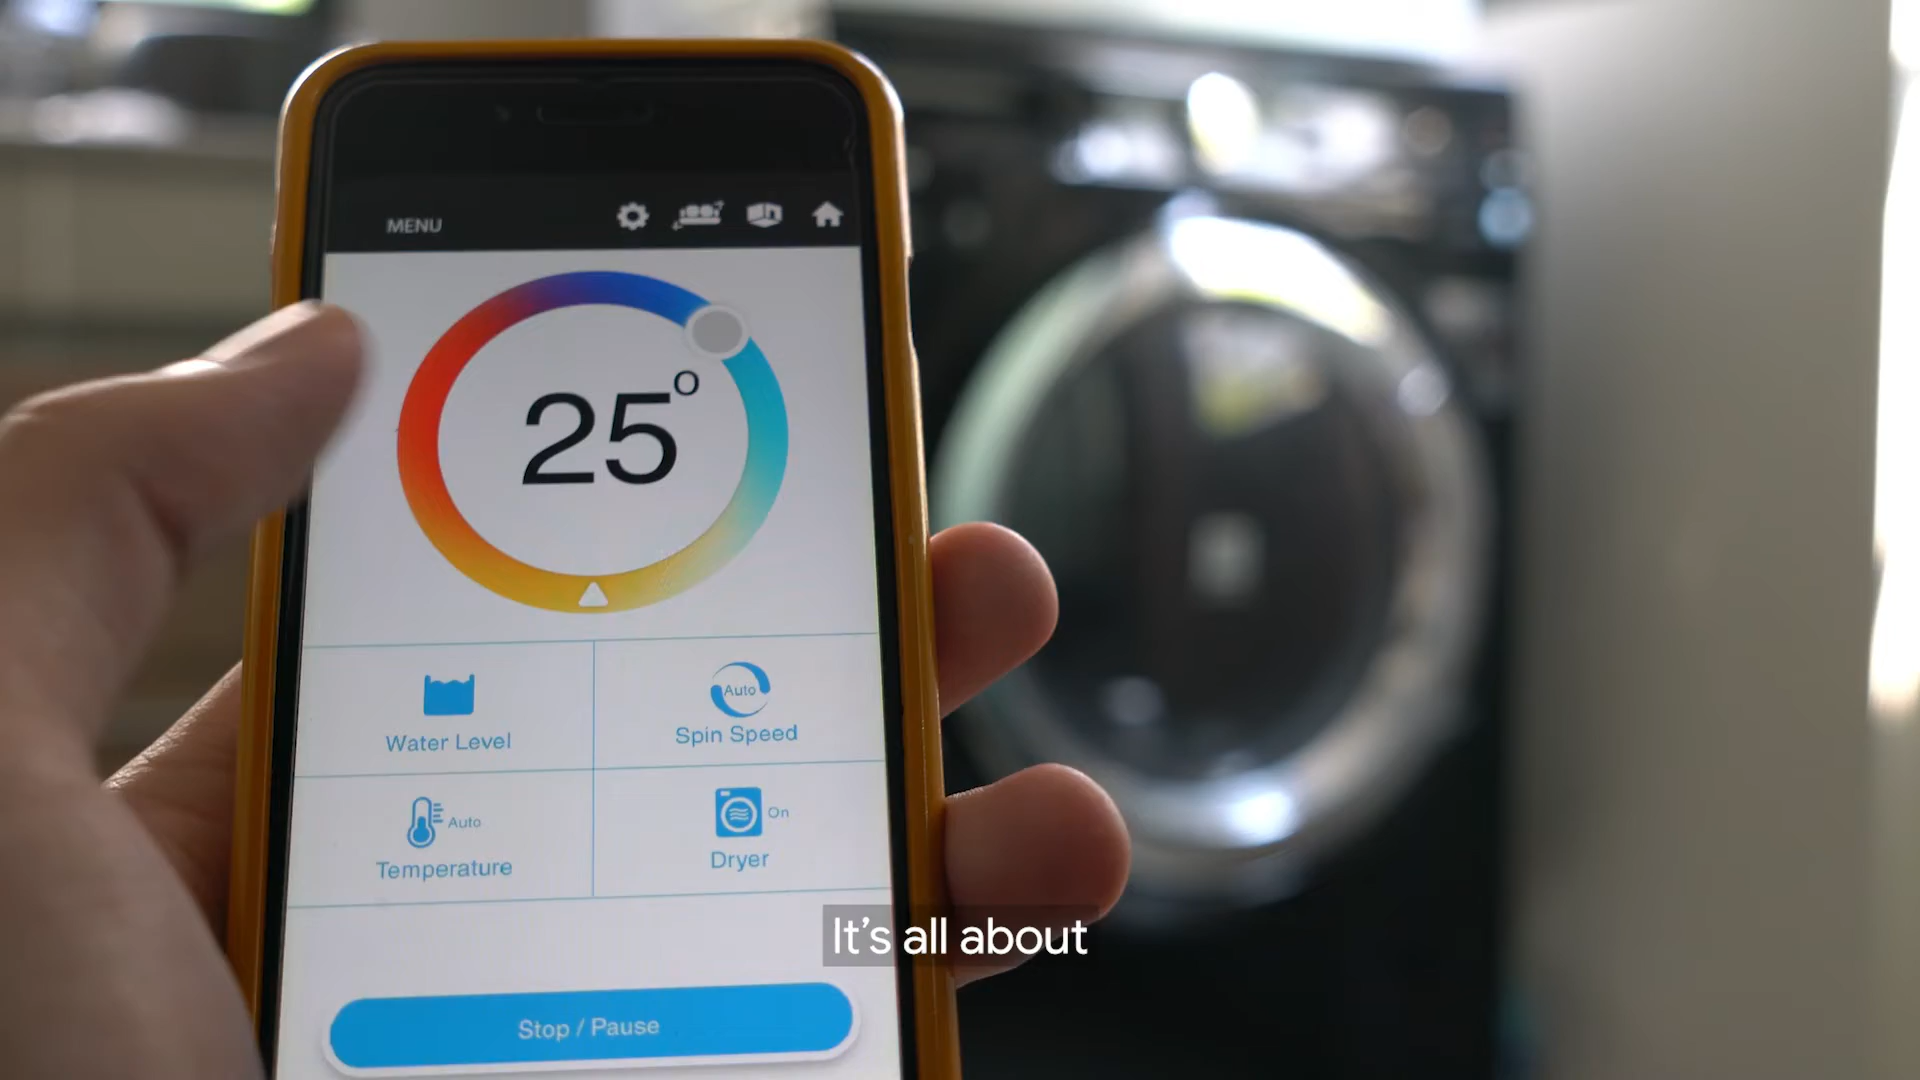 MENU
25°
Water Level
Auto
Spin Speed
Auto
Temperature
On
Dryer
It's all about
Stop / Pause